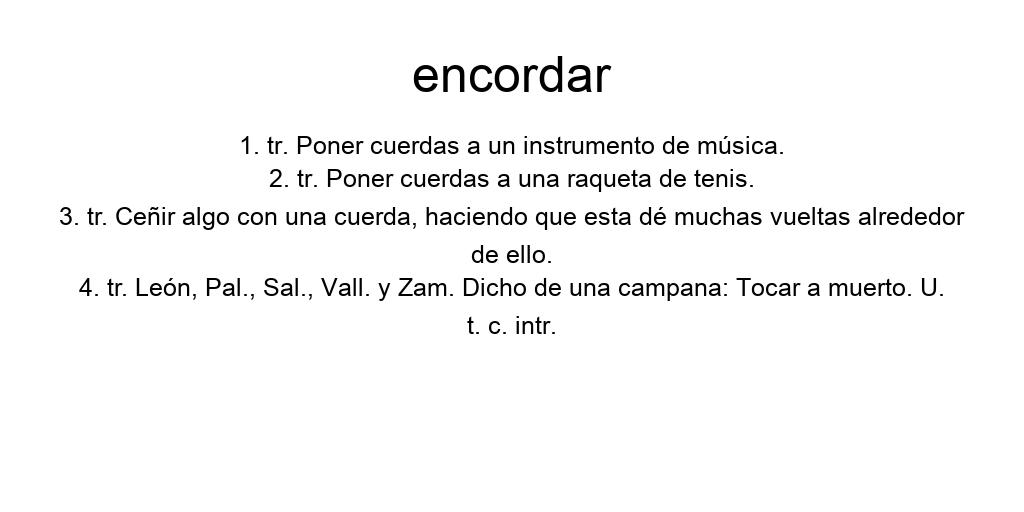 encordar
1. tr. Poner cuerdas a un instrumento de música.
2. tr. Poner cuerdas a una raqueta de tenis.
3. tr. Ceñir algo con una cuerda, haciendo que esta dé muchas vueltas alrededor
de ello.
4. tr. León, Pal., Sal., Vall. y Zam. Dicho de una campana: Tocar a muerto. U.
t. c. intr.